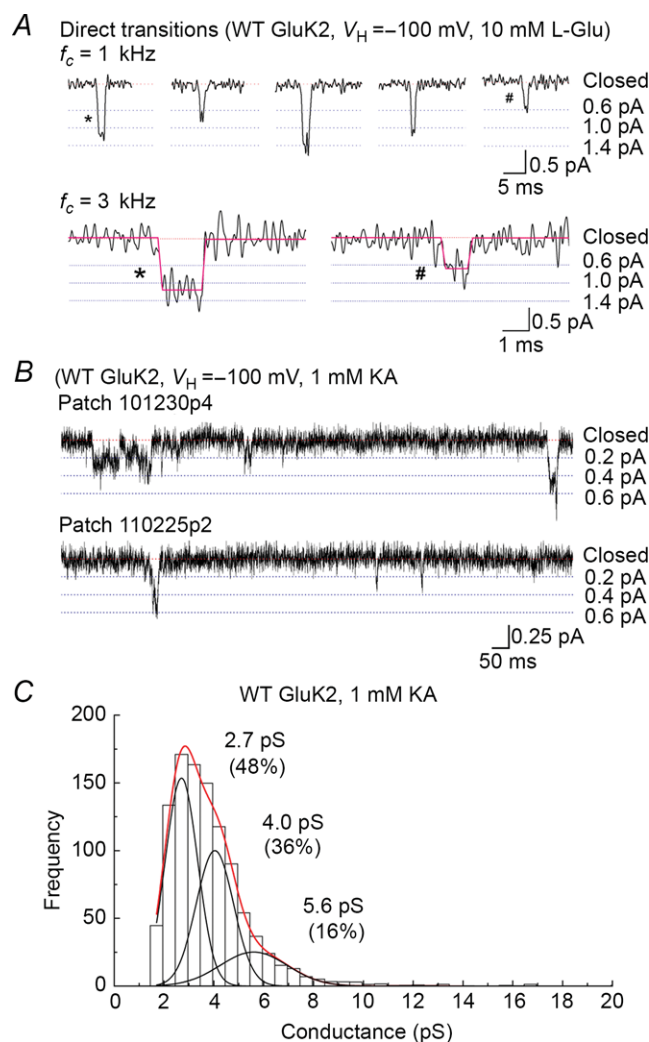 A Direct transitions (WT GluK2, VH =−100 mV, 10 mM L-Glu)
fc = 1 kHz
Closed
0.6 pA
1.0 pA
1.4 pA
*
#
0.5 pA
5 ms
fc = 3 kHz
Closed
0.6 pA
1.0 pA
1.4 pA
*
#
0.5 pA
1 ms
B (WT GluK2, VH =−100 mV, 1 mM KA
Patch 101230p4
Closed
0.2 pA
0.4 pA
0.6 pA
Patch 110225p2
Closed
0.2 pA
0.4 pA
0.6 pA
0.25 pA
50 ms
C WT GluK2, 1 mM KA
200
150
100
50
0
Frequency
2.7 pS
(48%)
4.0 pS
(36%)
5.6 pS
(16%)
0 2 4 6 8 10 12 14 16 18 20
Conductance (pS)